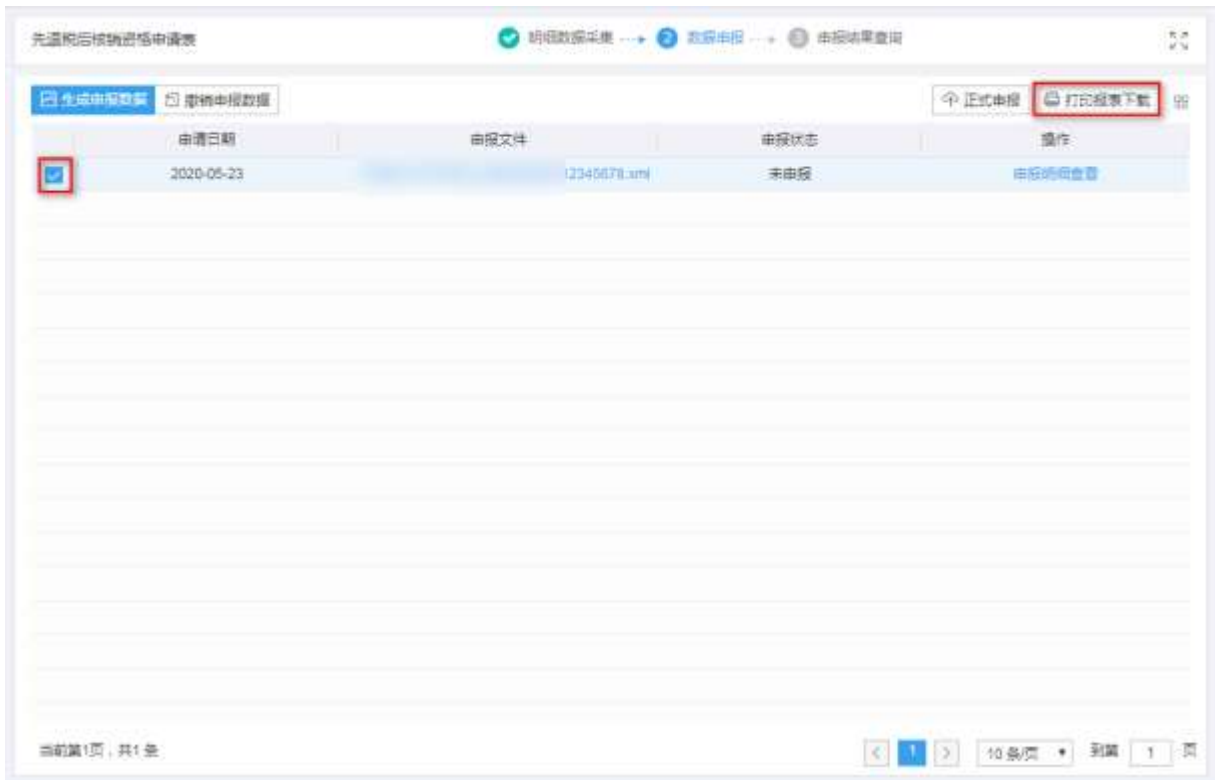 先退税后核销资格申请表 明细数据采集 2 数据申报 3 申报结果查询
生成申报数据 撤销申报数据 正式申报 打印报表下载
申请日期 申报文件 申报状态 操作
2020-05-23 12345678.xml 未申报 申报明细查看
当前第1页，共1条 < 1 > 10 条/页 到第 1 页